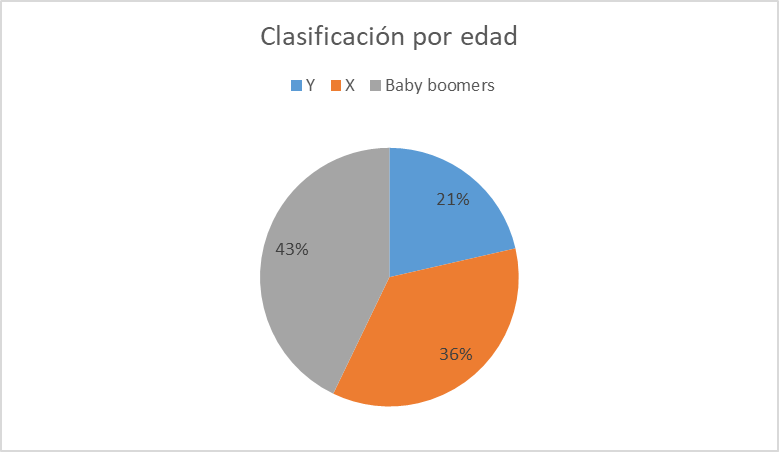 Clasificación por edad
Y X Baby boomers
21%
43%
36%